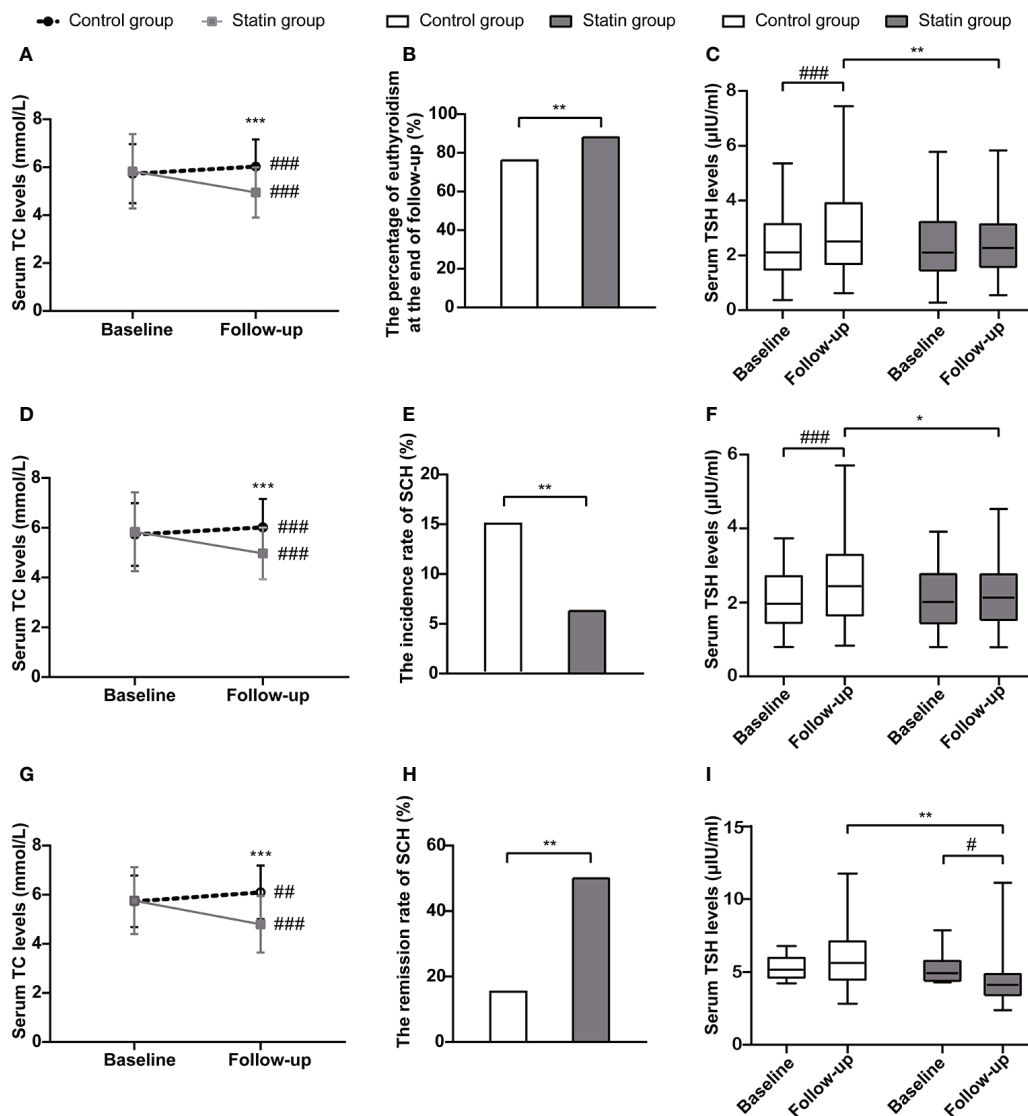 Control group Statin group Control group Statin group Control group Statin group
A
Serum TC levels (mmol/L)
8
6
4
2
0
***
###
###
Baseline Follow-up
B
The percentage of euthyroidism
at the end of follow-up (%)
100
80
60
40
20
0
**
C
Serum TSH levels (μIU/ml)
8
6
4
2
0
**
###
Baseline
Follow-up
Baseline
Follow-up
D
Serum TC levels (mmol/L)
8
6
4
2
0
***
###
###
Baseline Follow-up
E
The incidence rate of SCH (%)
20
15
10
5
0
**
F
Serum TSH levels (μIU/ml)
6
4
2
0
*
###
Baseline
Follow-up
Baseline
Follow-up
G
Serum TC levels (mmol/L)
8
6
4
2
0
***
##
###
Baseline Follow-up
H
The remission rate of SCH (%)
60
40
20
0
**
I
Serum TSH levels (μIU/ml)
15
10
5
0
**
#
Baseline
Follow-up
Baseline
Follow-up